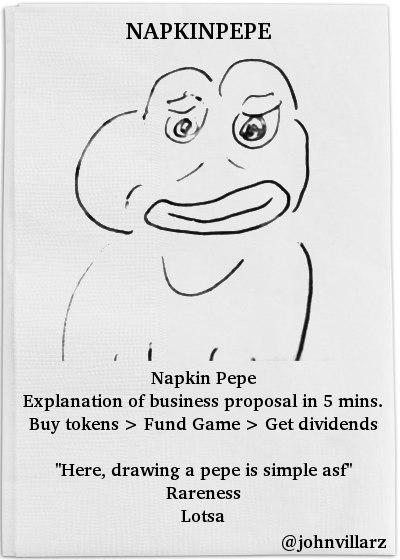 NAPKINPEPE
Napkin Pepe
Explanation of business proposal in 5 mins.
Buy tokens > Fund Game > Get dividends
"Here, drawing a pepe is simple asf"
Rareness
Lotsa
@johnvillarz